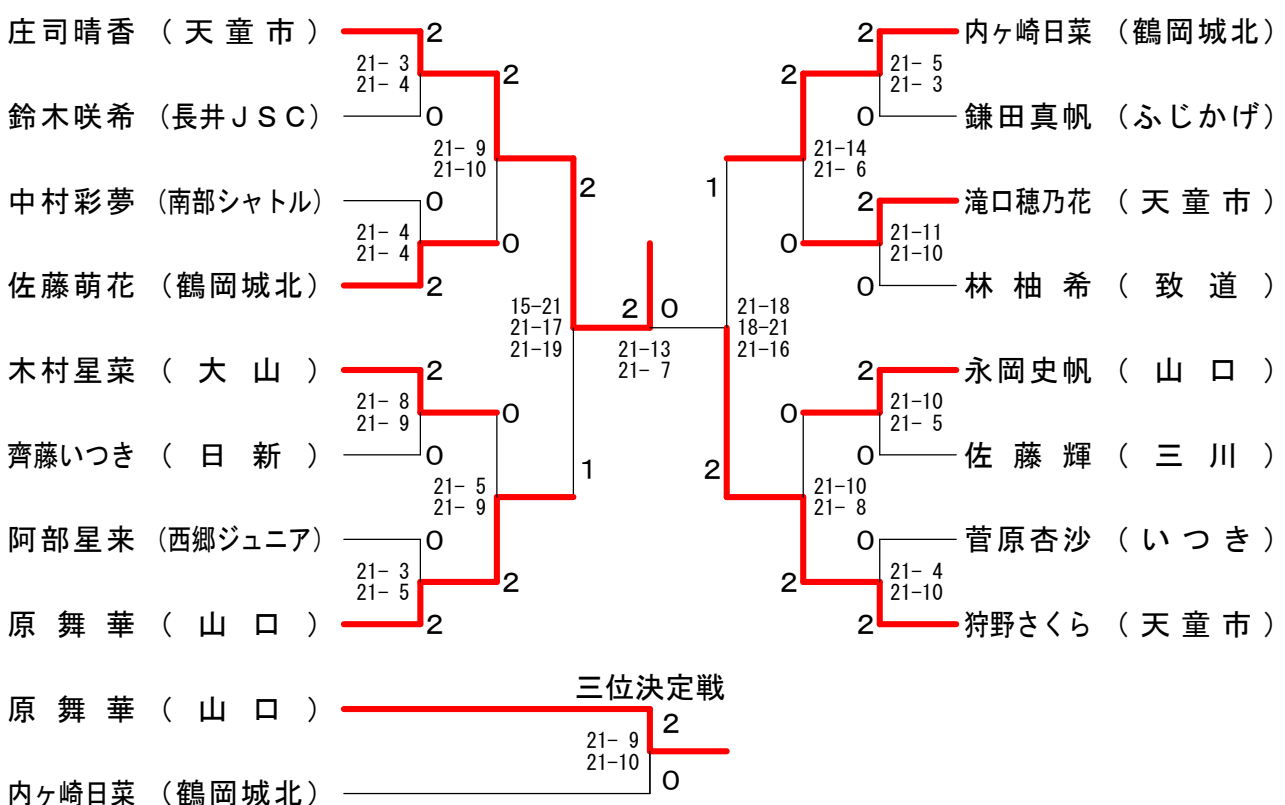 庄司晴香 (天童市) 2 2 内ヶ崎日菜 (鶴岡城北)
21- 3 2 2 21- 5
21- 4 21- 3
鈴木咲希 (長井JSC) 0 0 鎌田真帆 (ふじかげ)
21- 9 21-14
21-10 21- 6
2 1
中村彩夢 (南部シャトル) 0 2 滝口穂乃花 (天童市)
21- 4 0 0 21-11
21- 4 21-10
佐藤萌花 (鶴岡城北) 2 0 林柚希 (致道)
15-21 2 0 21-18
21-17 18-21
21-19 21-13 21-16
21- 7
木村星菜 (大山) 2 2 永岡史帆 (山口)
21- 8 0 0 21-10
21- 9 21- 5
齊藤いつき (日新) 0 0 佐藤輝 (三川)
1 2
21- 5 21-10
21- 9 21- 8
阿部星来 (西郷ジュニア) 0 0 菅原杏沙 (いつき)
21- 3 2 2 21- 4
21- 5 21-10
原舞華 (山口) 2 2 狩野さくら (天童市)
三位決定戦
原舞華 (山口) 2
21- 9
21-10
内ヶ崎日菜 (鶴岡城北) 0